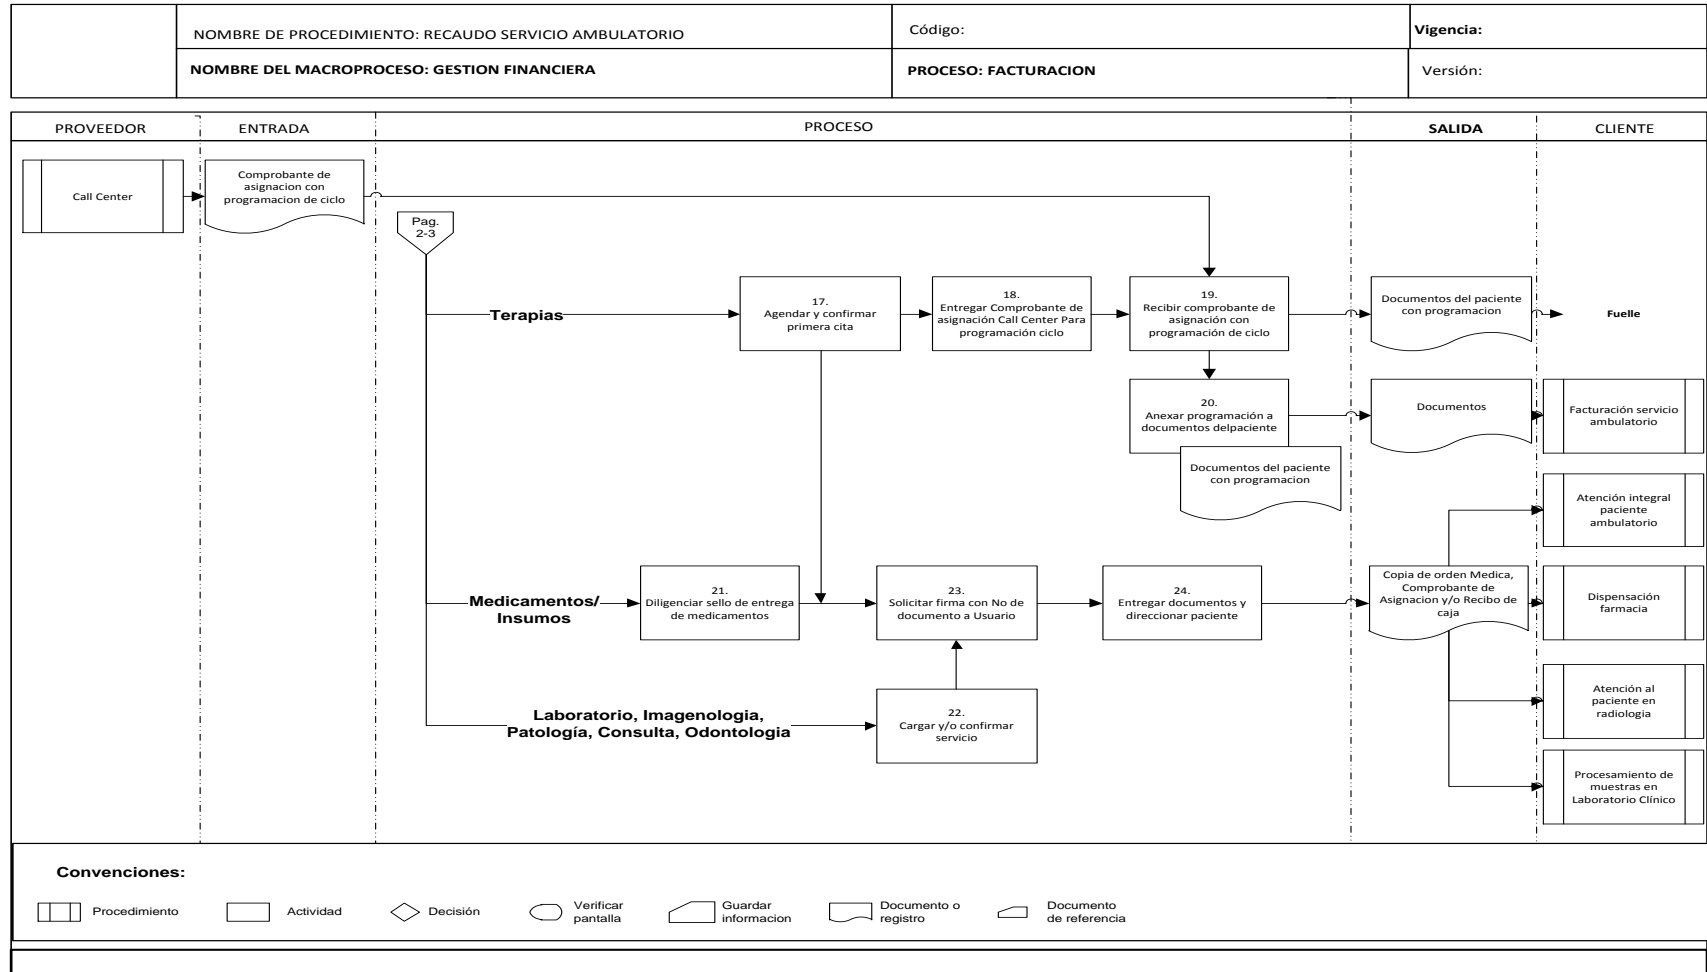 NOMBRE DE PROCEDIMIENTO: RECAUDO SERVICIO AMBULATORIO
Código:
Vigencia:
NOMBRE DEL MACROPROCESO: GESTION FINANCIERA
PROCESO: FACTURACION
Versión:
PROVEEDOR
ENTRADA
PROCESO
SALIDA
CLIENTE
Call Center
Comprobante de
asignacion con
programacion de ciclo
Pag.
2-3
Terapias
17.
Agendar y confirmar
primera cita
18.
Entregar Comprobante de
asignación Call Center Para
programación ciclo
19.
Recibir comprobante de
asignación con
programación de ciclo
Documentos del paciente
con programacion
Fuelle
20.
Anexar programación a
documentos delpaciente
Documentos del paciente
con programacion
Documentos
Facturación servicio
ambulatorio
Atención integral
paciente
ambulatorio
Medicamentos/
Insumos
21.
Diligenciar sello de entrega
de medicamentos
23.
Solicitar firma con No de
documento a Usuario
24.
Entregar documentos y
direccionar paciente
Copia de orden Medica,
Comprobante de
Asignacion y/o Recibo de
caja
Dispensación
farmacia
Laboratorio, Imagenologia,
Patología, Consulta, Odontologia
22.
Cargar y/o confirmar
servicio
Atención al
paciente en
radiologia
Procesamiento de
muestras en
Laboratorio Clínico
Convenciones:
Procedimiento
Actividad
Decisión
Verificar
pantalla
Guardar
informacion
Documento o
registro
Documento
de referencia